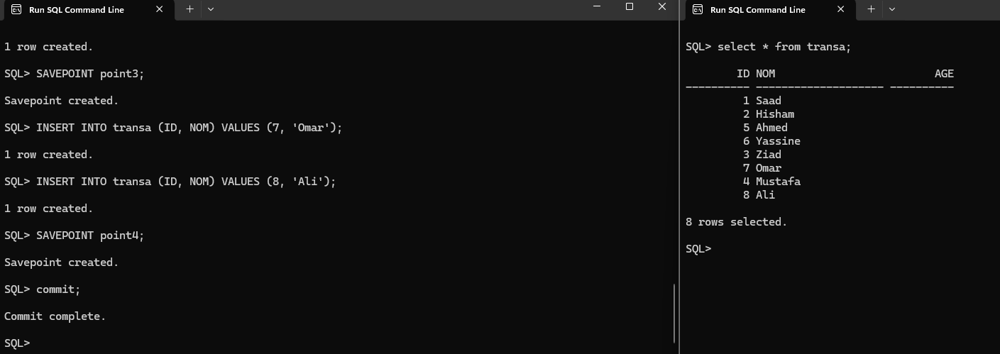 Run SQL Command Line
1 row created.
SQL> SAVEPOINT point3;
Savepoint created.
SQL> INSERT INTO transa (ID, NOM) VALUES (7, 'Omar');
1 row created.
SQL> INSERT INTO transa (ID, NOM) VALUES (8, 'Ali');
1 row created.
SQL> SAVEPOINT point4;
Savepoint created.
SQL> commit;
Commit complete.
SQL>
Run SQL Command Line
SQL> select * from transa;
ID NOM AGE
---------- -------------------- ----------
1 Saad
2 Hisham
5 Ahmed
6 Yassine
3 Ziad
7 Omar
4 Mustafa
8 Ali
8 rows selected.
SQL>